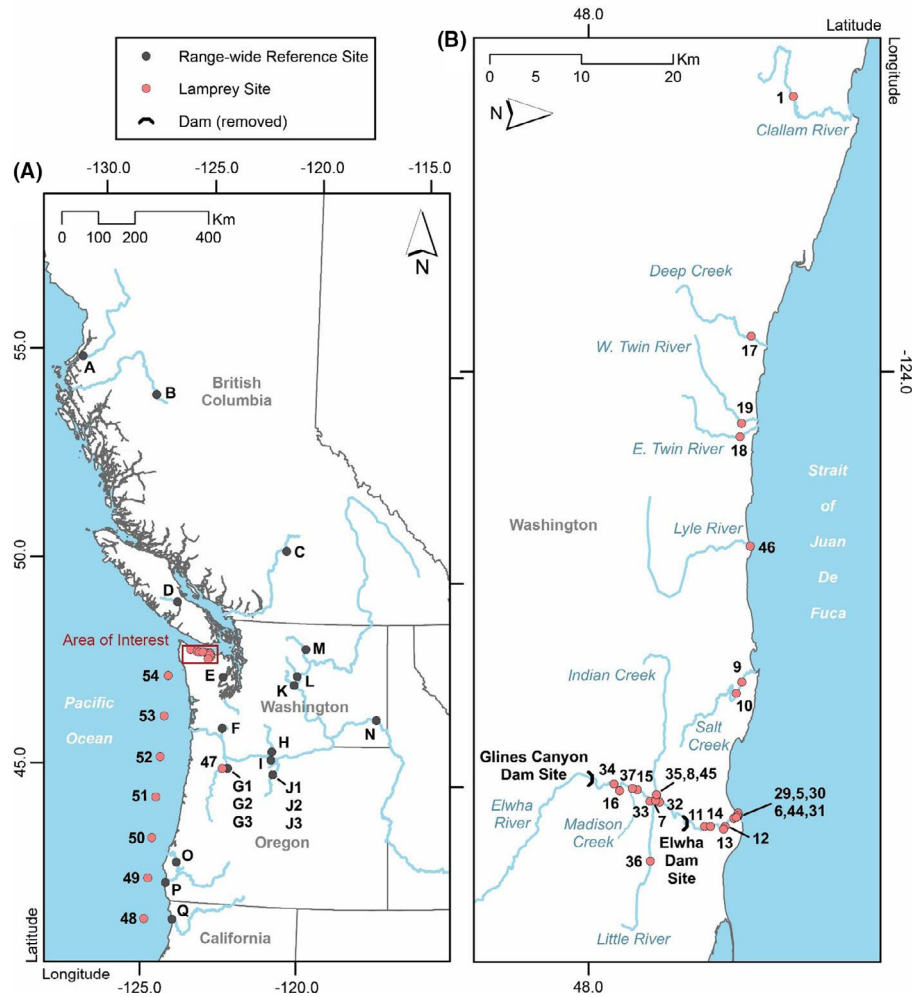 Range-wide Reference Site
Lamprey Site
Dam (removed)
(A)
-130.0
-125.0
-120.0
-115.0
0
100
200
400
Km
N
55.0
50.0
45.0
A
B
British
Columbia
C
D
Area of Interest
E
M
L
K
Washington
54
Pacific
Ocean
53
F
N
52
47
H
I
G1
G2
G3
J1
J2
J3
51
Oregon
50
O
49
P
48
Q
California
Latitude
Longitude
-125.0
-120.0
(B)
48.0
Latitude
Longitude
0
5
10
20
Km
N
1
Clallam River
Deep Creek
17
W. Twin River
-124.0
19
18
E. Twin River
Strait
of
Juan
De
Fuca
Washington
Lyle River
46
Indian Creek
9
10
Salt
Creek
Glines Canyon
Dam Site
34
37
15
35,8,45
16
33
7
32
11
14
29,5,30
6,44,31
12
13
Elwha
River
Madison
Creek
Elwha
Dam
Site
36
Little River
48.0